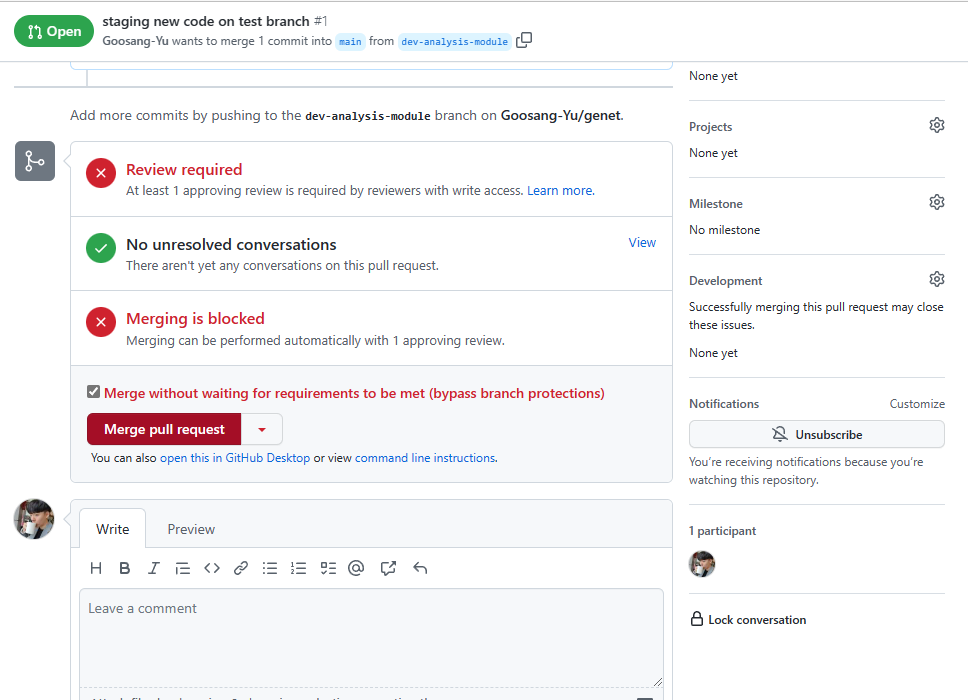 Open
staging new code on test branch #1
Goosang-Yu wants to merge 1 commit into main from dev-analysis-module
None yet
Add more commits by pushing to the dev-analysis-module branch on Goosang-Yu/genet.
Projects
None yet
Review required
At least 1 approving review is required by reviewers with write access. Learn more.
Milestone
No milestone
No unresolved conversations
View
There aren't yet any conversations on this pull request.
Development
Successfully merging this pull request may close
these issues.
None yet
Merging is blocked
Merging can be performed automatically with 1 approving review.
Merge without waiting for requirements to be met (bypass branch protections)
Merge pull request
You can also open this in GitHub Desktop or view command line instructions.
Notifications
Customize
Unsubscribe
You're receiving notifications because you're
watching this repository.
Write
Preview
H B I
Leave a comment
1 participant
Lock conversation